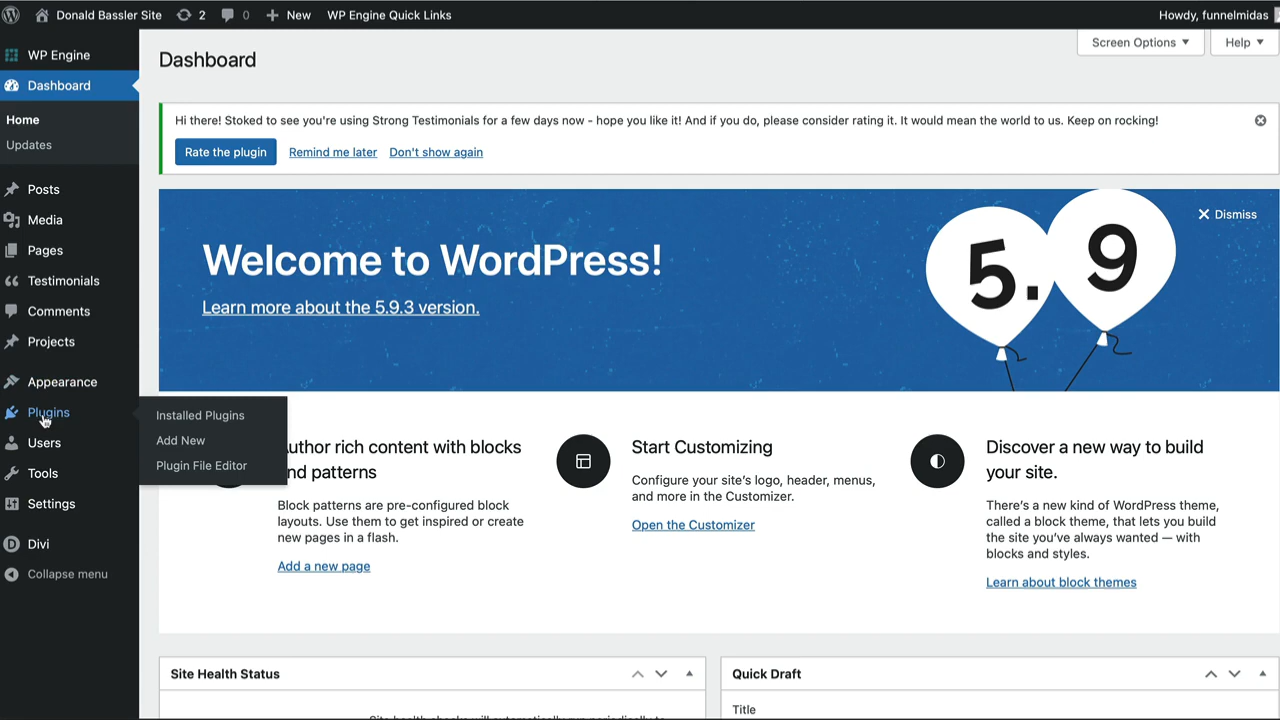 Donald Bassler Site 2 0 New WP Engine Quick Links Howdy, funnelmidas
WP Engine
Dashboard
Home
Updates
Posts
Media
Pages
Testimonials
Comments
Projects
Appearance
Plugins
Users
Tools
Settings
Divi
Collapse menu
Installed Plugins
Add New
Plugin File Editor
Dashboard
Screen Options
Help
Hi there! Stoked to see you're using Strong Testimonials for a few days now - hope you like it! And if you do, please consider rating it. It would mean the world to us. Keep on rocking!
Rate the plugin Remind me later Don't show again
Dismiss
Welcome to WordPress!
Learn more about the 5.9.3 version.
5.9
uthor rich content with blocks
nd patterns
Block patterns are pre-configured block
layouts. Use them to get inspired or create
new pages in a flash.
Add a new page
Start Customizing
Configure your site's logo, header, menus,
and more in the Customizer.
Open the Customizer
Discover a new way to build
your site.
There's a new kind of WordPress theme,
called a block theme, that lets you build
the site you've always wanted — with
blocks and styles.
Learn about block themes
Site Health Status
Quick Draft
Title